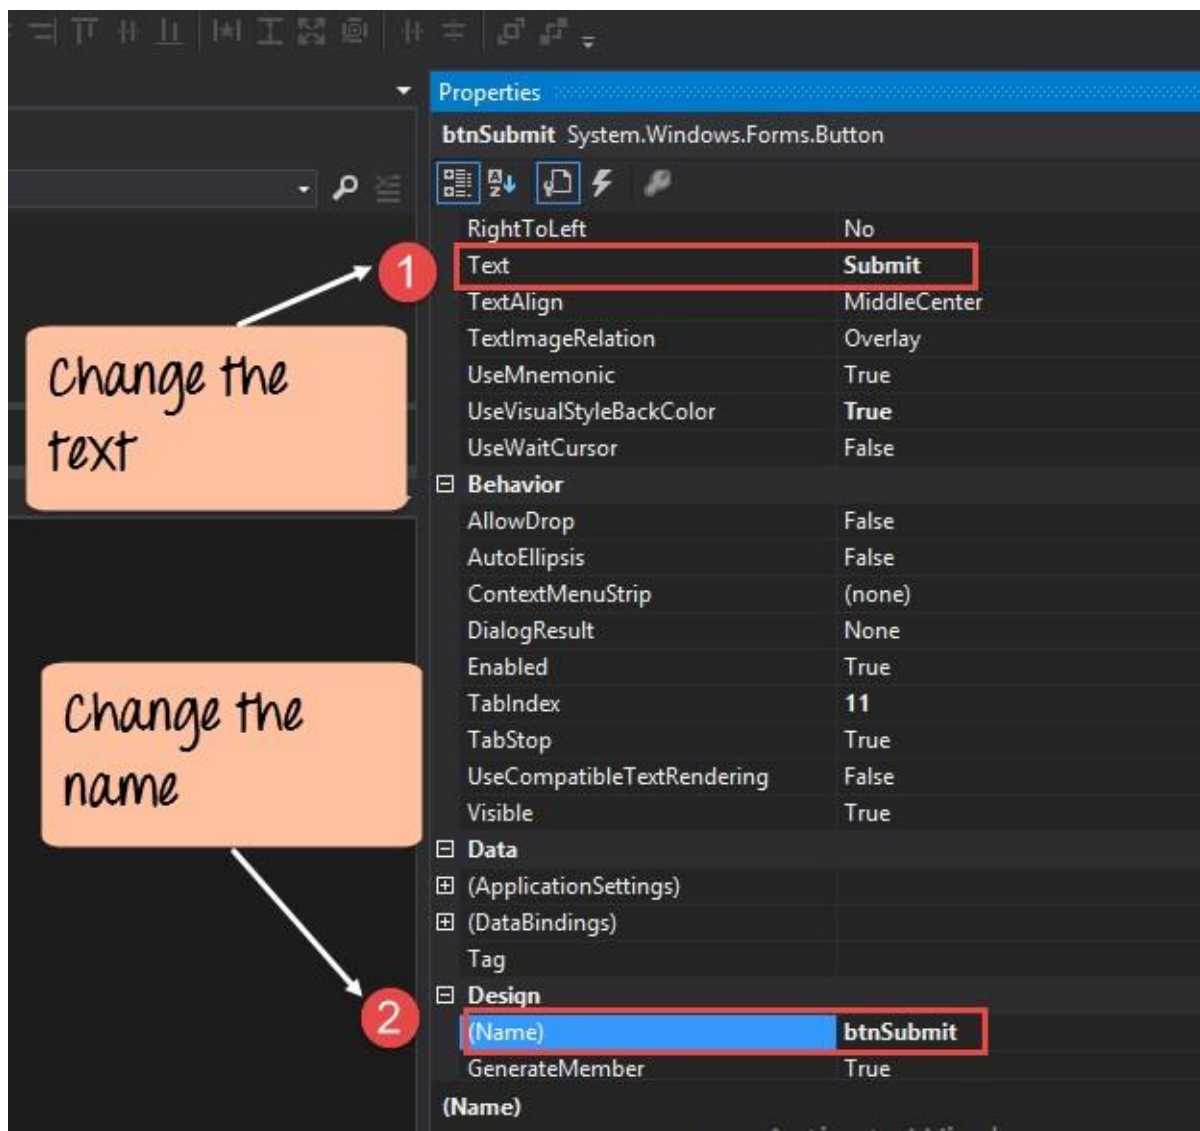 Properties
btnSubmit System.Windows.Forms.Button
RightToLeft No
1
Text Submit
TextAlign MiddleCenter
TextImageRelation Overlay
Change the
text
UseMnemonic True
UseVisualStyleBackColor True
UseWaitCursor False
Behavior
AllowDrop False
AutoEllipsis False
ContextMenuStrip (none)
DialogResult None
Enabled True
Change the
name
TabIndex 11
TabStop True
UseCompatibleTextRendering False
Visible True
Data
(ApplicationSettings)
(DataBindings)
Tag
Design
2
(Name) btnSubmit
GenerateMember True
(Name)